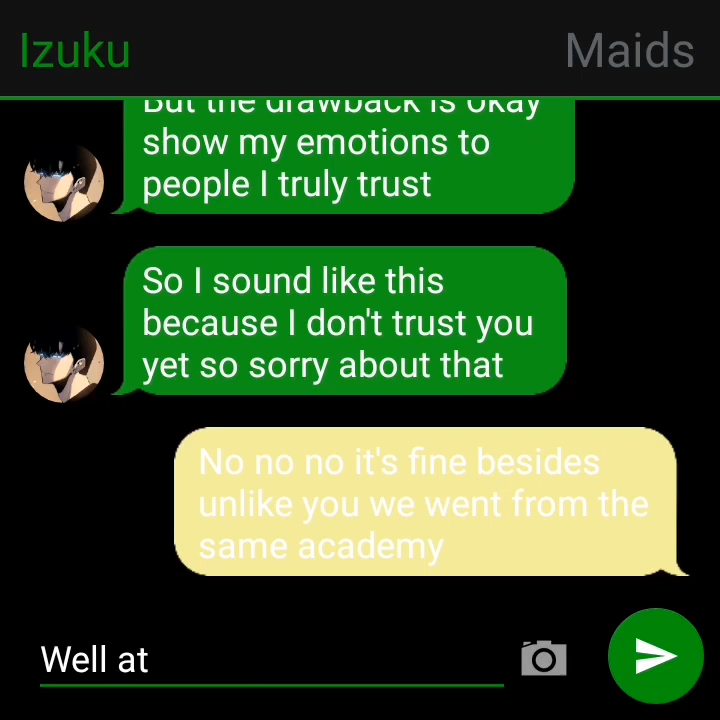 Izuku
Maids
But the drawback is okay
show my emotions to
people I truly trust
So I sound like this
because I don't trust you
yet so sorry about that
No no no it's fine besides
unlike you we went from the
same academy
Well at